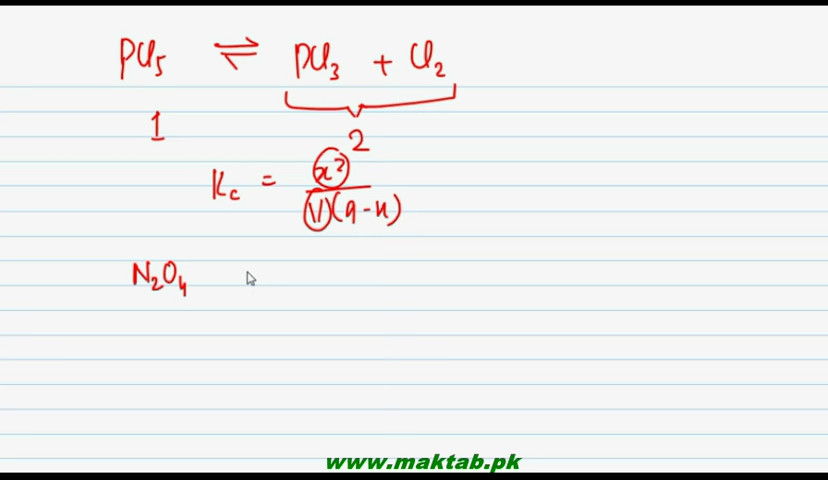 PCl₅ ⇌ PCl₃ + Cl₂
1 2
Kc = x² / V(a-x)
N₂O₄
www.maktab.pk